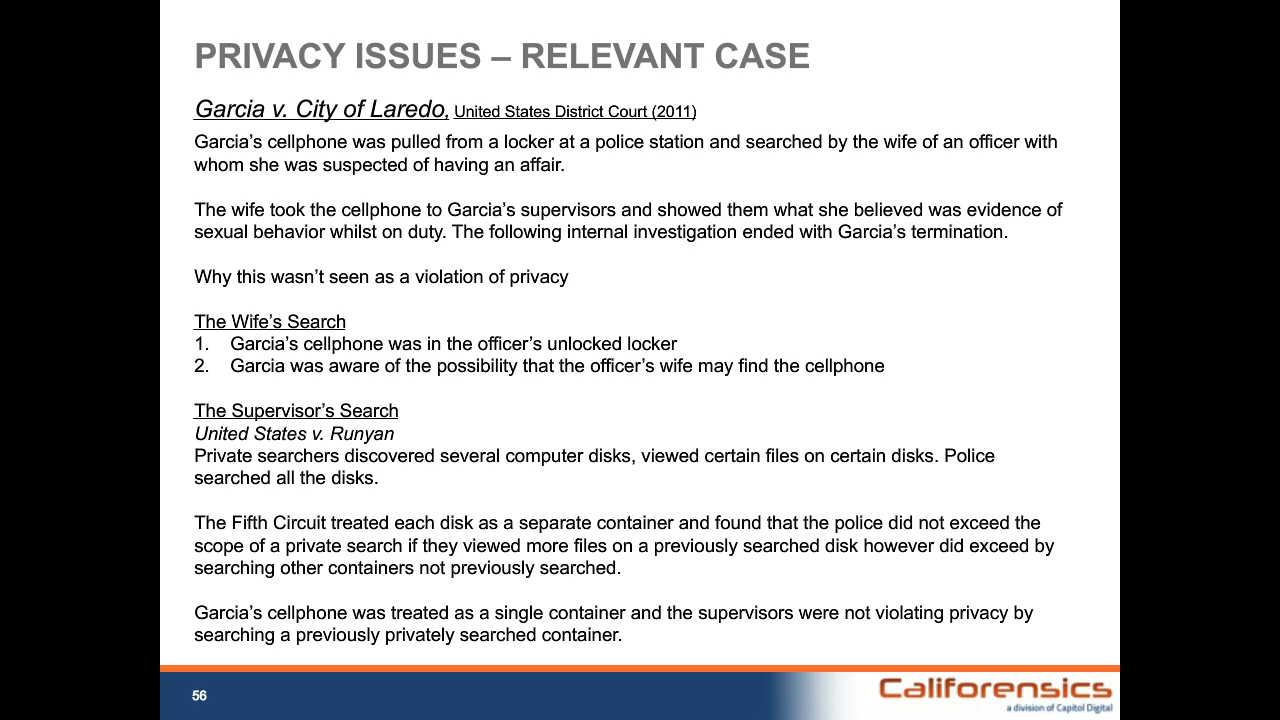 PRIVACY ISSUES – RELEVANT CASE
Garcia v. City of Laredo, United States District Court (2011)
Garcia’s cellphone was pulled from a locker at a police station and searched by the wife of an officer with
whom she was suspected of having an affair.
The wife took the cellphone to Garcia’s supervisors and showed them what she believed was evidence of
sexual behavior whilst on duty. The following internal investigation ended with Garcia’s termination.
Why this wasn’t seen as a violation of privacy
The Wife’s Search
1. Garcia’s cellphone was in the officer’s unlocked locker
2. Garcia was aware of the possibility that the officer’s wife may find the cellphone
The Supervisor’s Search
United States v. Runyan
Private searchers discovered several computer disks, viewed certain files on certain disks. Police
searched all the disks.
The Fifth Circuit treated each disk as a separate container and found that the police did not exceed the
scope of a private search if they viewed more files on a previously searched disk however did exceed by
searching other containers not previously searched.
Garcia’s cellphone was treated as a single container and the supervisors were not violating privacy by
searching a previously privately searched container.
56
Califorensics
a division of Capitol Digital